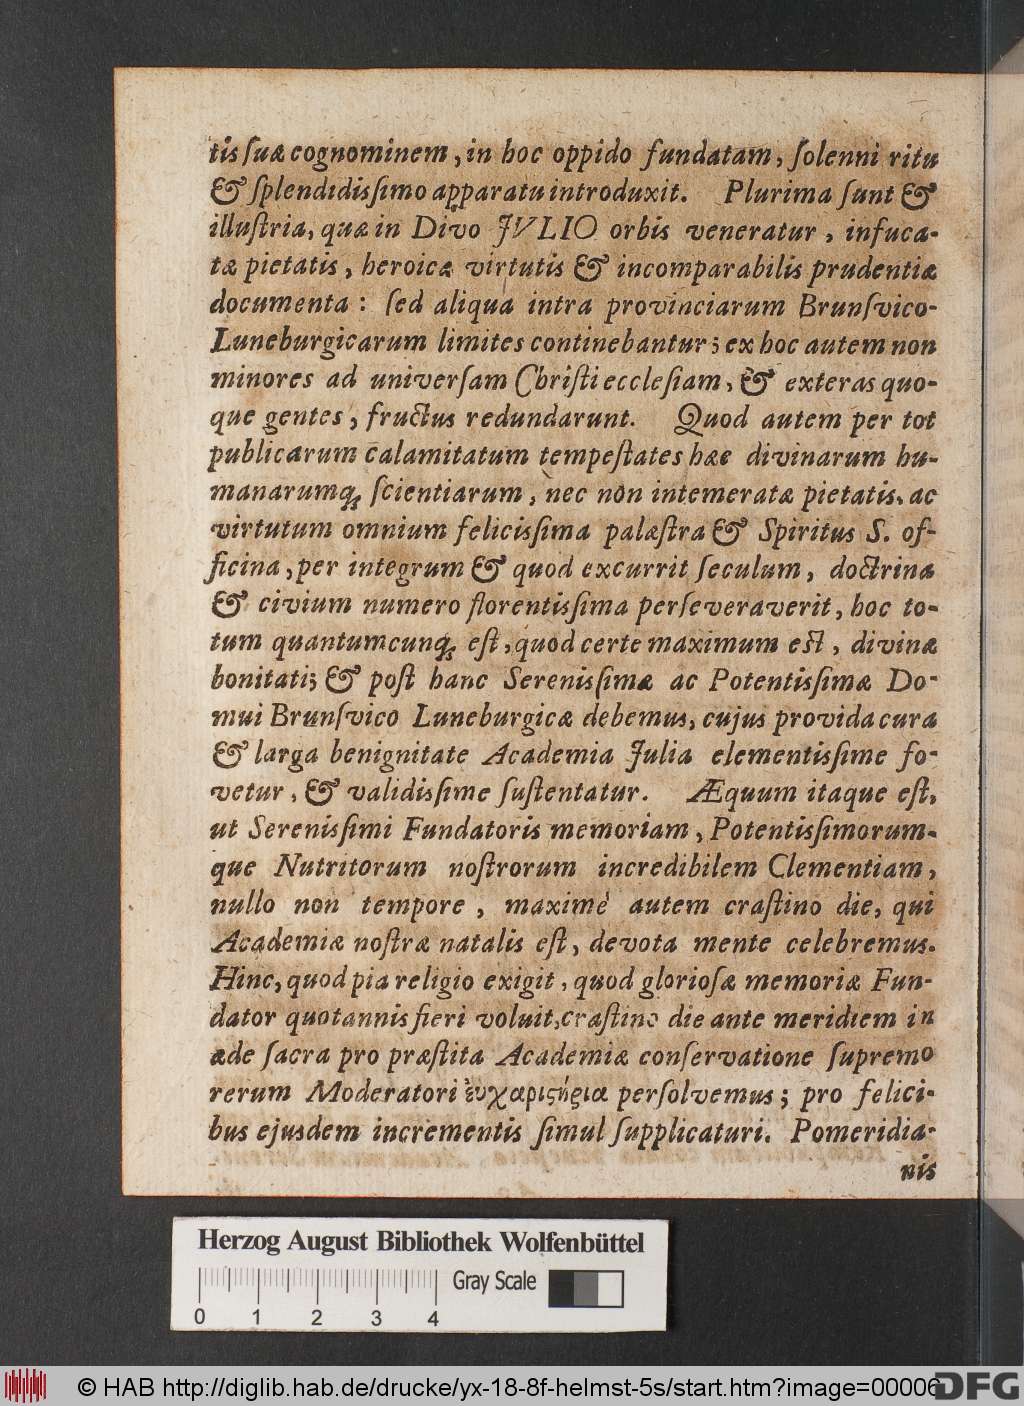 tis ſuæ cognominem, in hoc oppido fundatam, ſolenni ritu
& ſplendidisſimo apparatu introduxit. Plurima ſunt &
illuſtria, quæ in Divo JVLIO orbis veneratur, infuca-
tæ pietatis, heroicæ virtutis & incomparabilis prudentiæ
documenta: ſed aliqua intra provinciarum Brunſvico-
Luneburgicarum limites continebantur; ex hoc autem non
minores ad univerſam Chriſti eccleſiam, & exteras quo-
que gentes, fructus redundarunt. Quod autem per tot
publicarum calamitatum tempeſtates hæc divinarum hu-
manarumq; ſcientiarum, nec non intemeratæ pietatis, ac
virtutum omnium felicisſima palæſtra & Spiritus S. of-
ficina, per integrum & quod excurrit ſeculum, doctrina
& civium numero florentisſima perſeveraverit, hoc to-
tum quantumcunq; eſt, quod certe maximum eſt, divinæ
bonitati; & poſt hanc Serenisſimæ ac Potentisſimæ Do-
mui Brunſvico Luneburgicæ debemus, cujus provida cura
& larga benignitate Academia Julia clementisſime fo-
vetur, & validisſime ſuſtentatur. Æquum itaque eſt,
ut Serenisſimi Fundatoris memoriam, Potentisſimorum-
que Nutritorum noſtrorum incredibilem Clementiam,
nullo non tempore, maximè autem craſtino die, qui
Academiæ noſtræ natalis eſt, devota mente celebremus.
Hinc, quod pia religio exigit, quod glorioſæ memoriæ Fun-
dator quotannis fieri voluit, craſtino die ante meridiem in
æde ſacra pro præſtita Academiæ conſervatione ſupremo
rerum Moderatori ἐυχαριϛήρια perſolvemus; pro felici-
bus ejusdem incrementis ſimul ſupplicaturi. Pomeridia-
nis
Herzog August Bibliothek Wolfenbüttel
Gray Scale
0 1 2 3 4
© HAB http://diglib.hab.de/drucke/yx-18-8f-helmst-5s/start.htm?image=00006
DFG